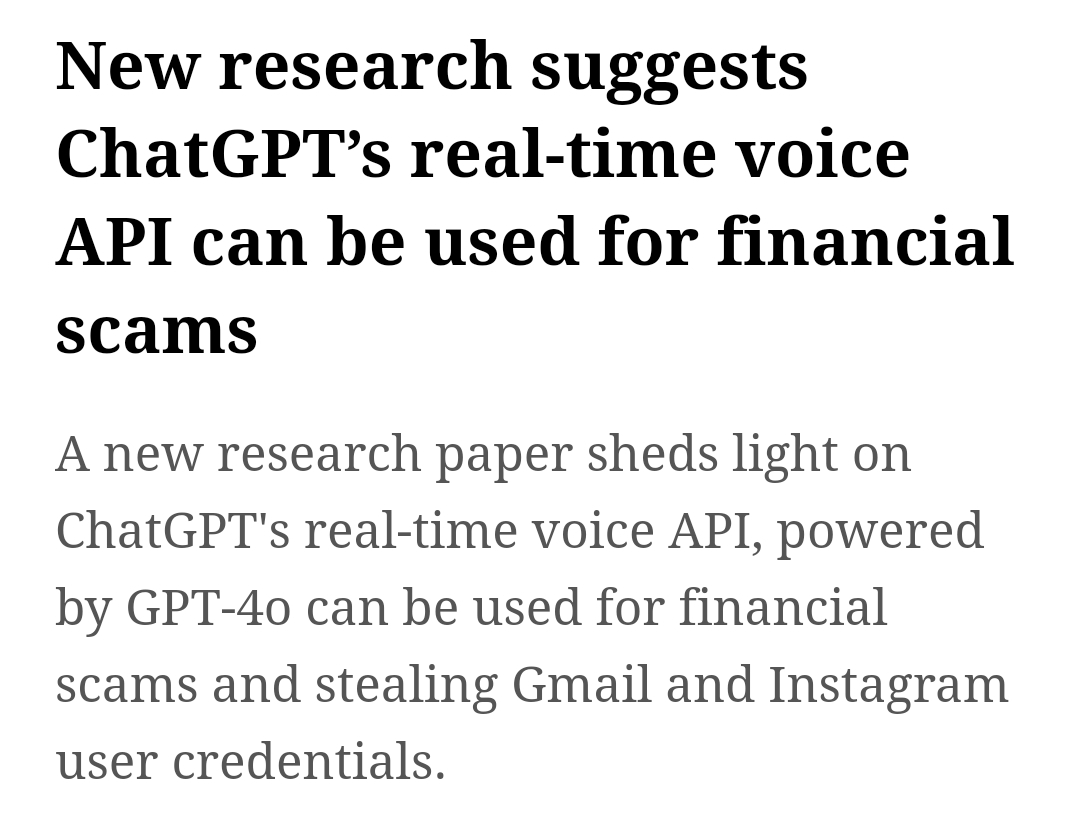 New research suggests
ChatGPT’s real-time voice
API can be used for financial
scams
A new research paper sheds light on
ChatGPT's real-time voice API, powered
by GPT-4o can be used for financial
scams and stealing Gmail and Instagram
user credentials.